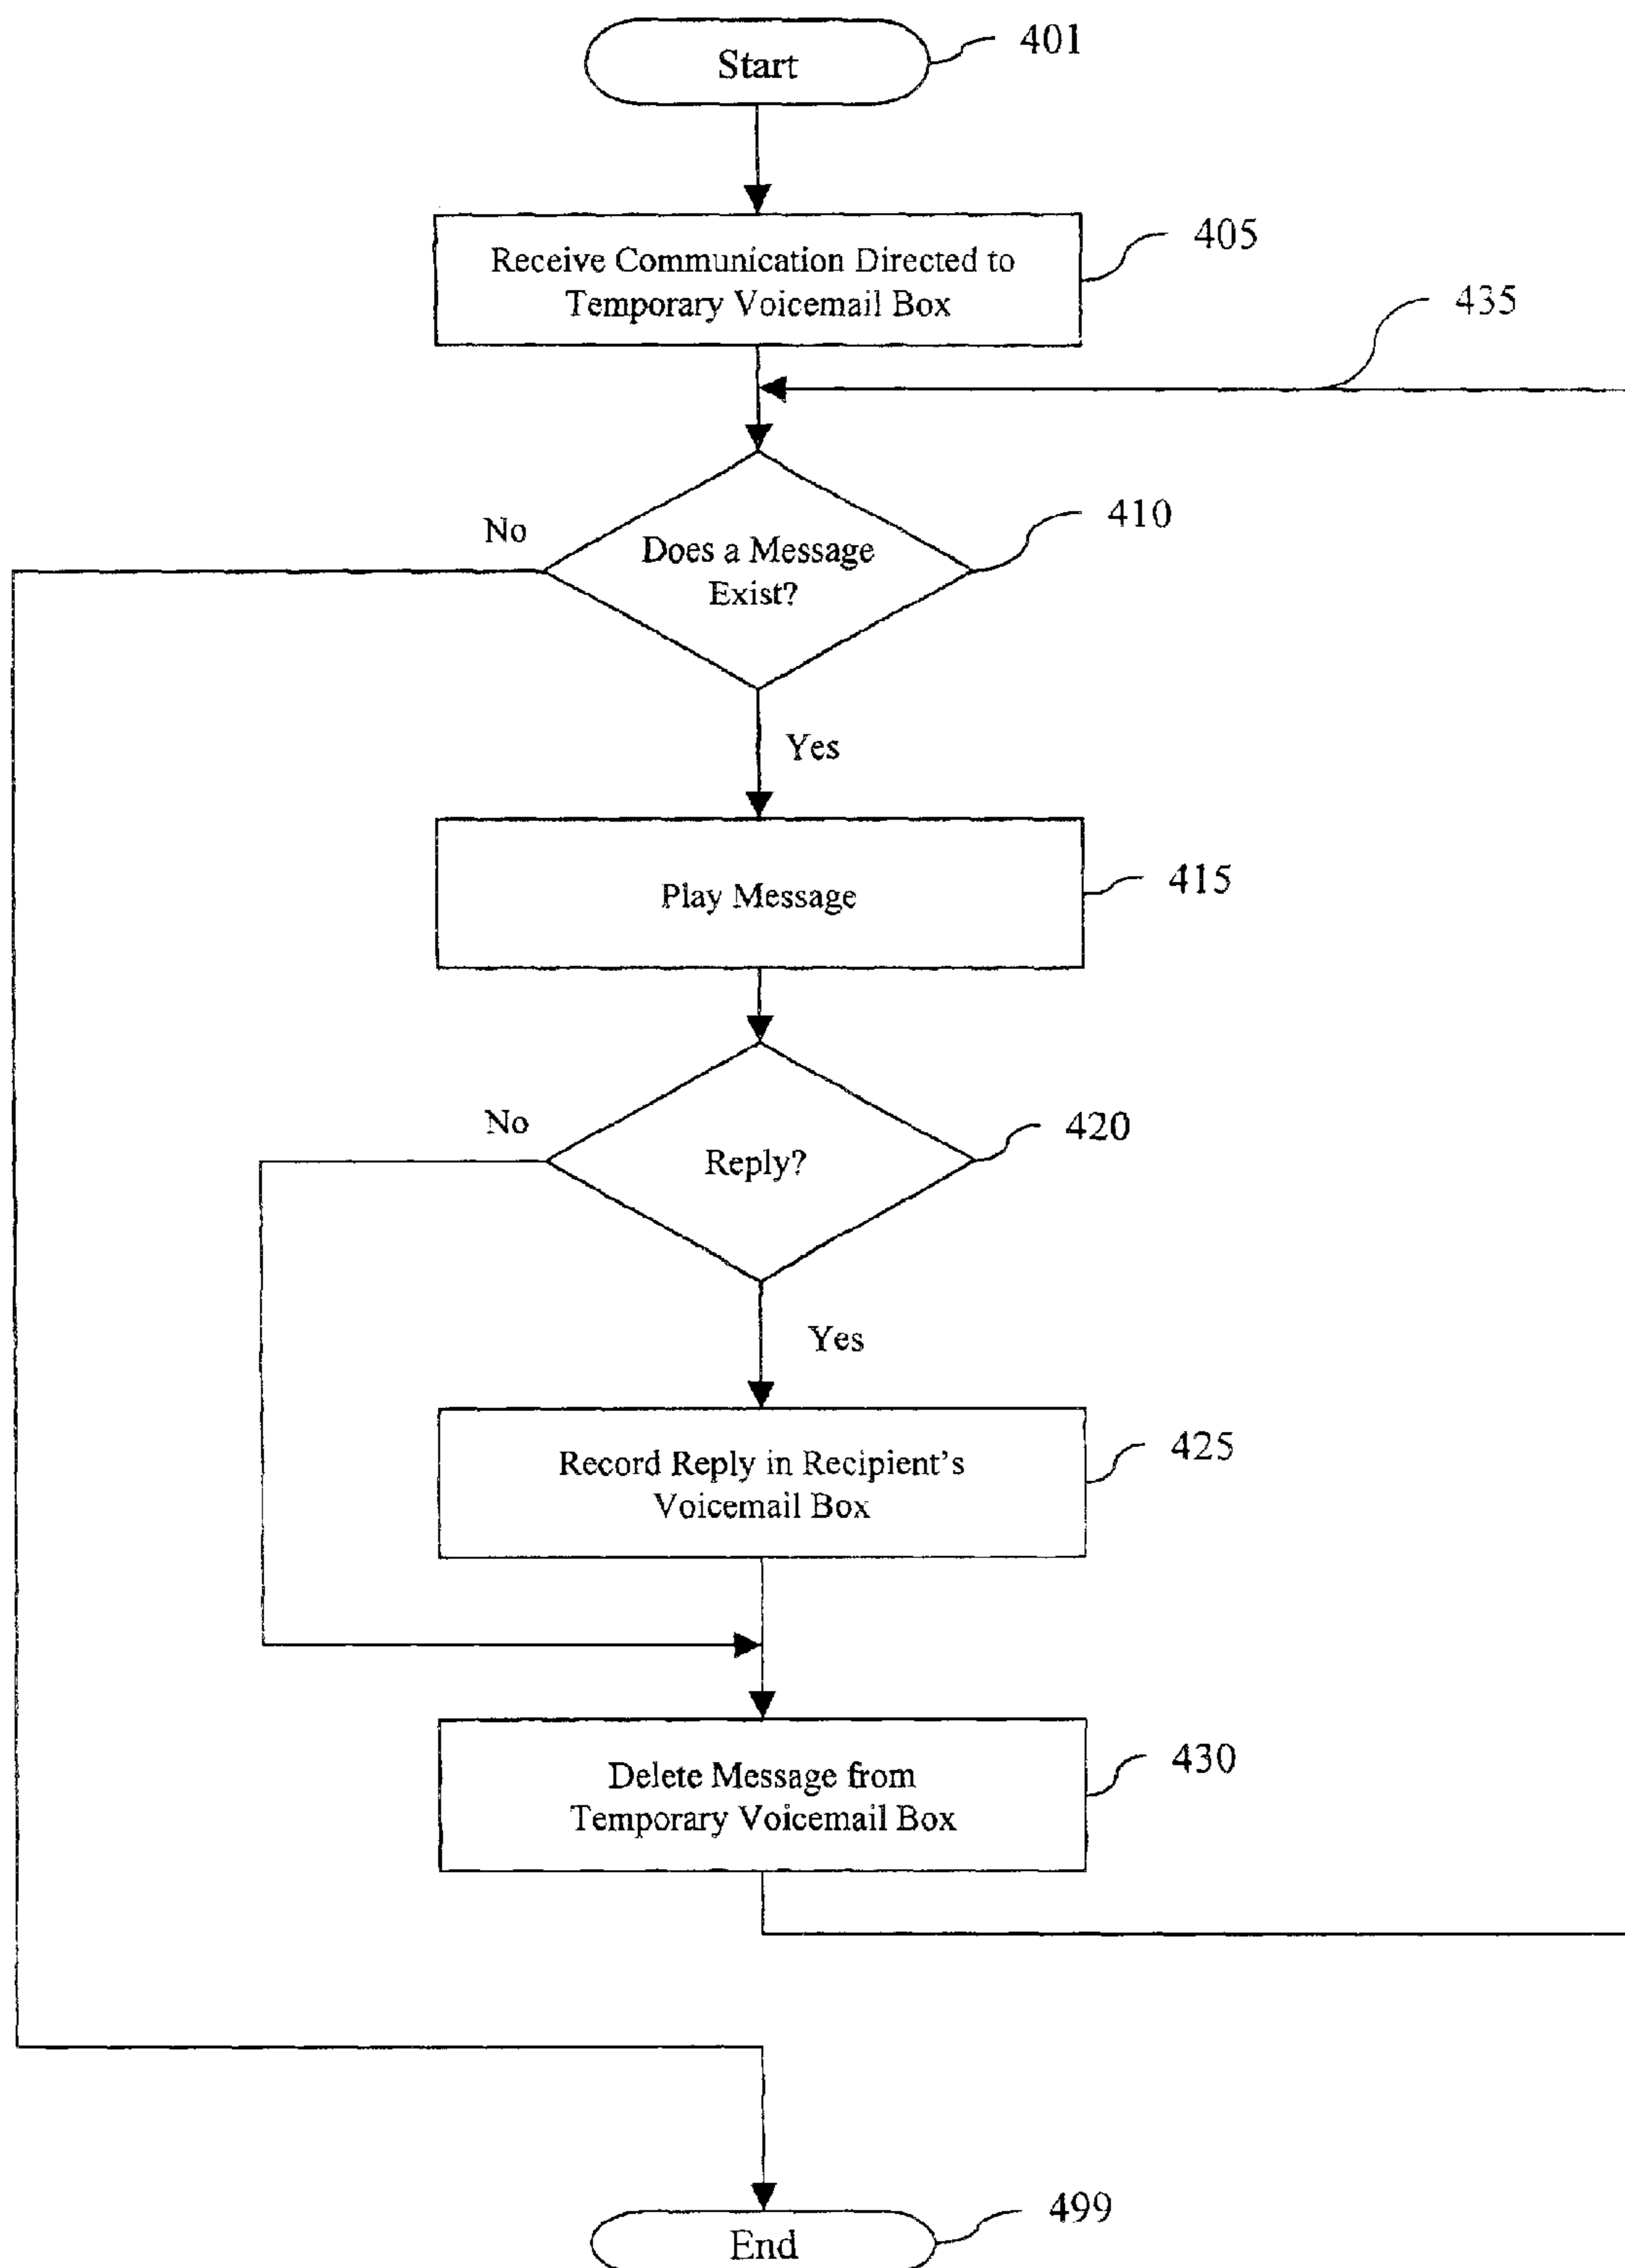 Start
401
Receive Communication Directed to
Temporary Voicemail Box
405
435
No
Does a Message
Exist?
410
Yes
Play Message
415
No
Reply?
420
Yes
Record Reply in Recipient's
Voicemail Box
425
Delete Message from
Temporary Voicemail Box
430
End
499